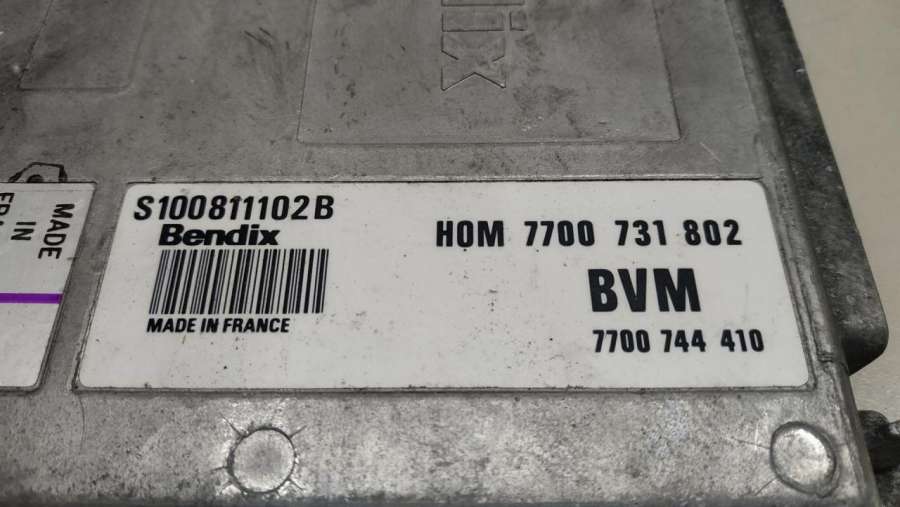 MADE
IN
S100811102B
Bendix
MADE IN FRANCE
HOM 7700 731 802
BVM
7700 744 410